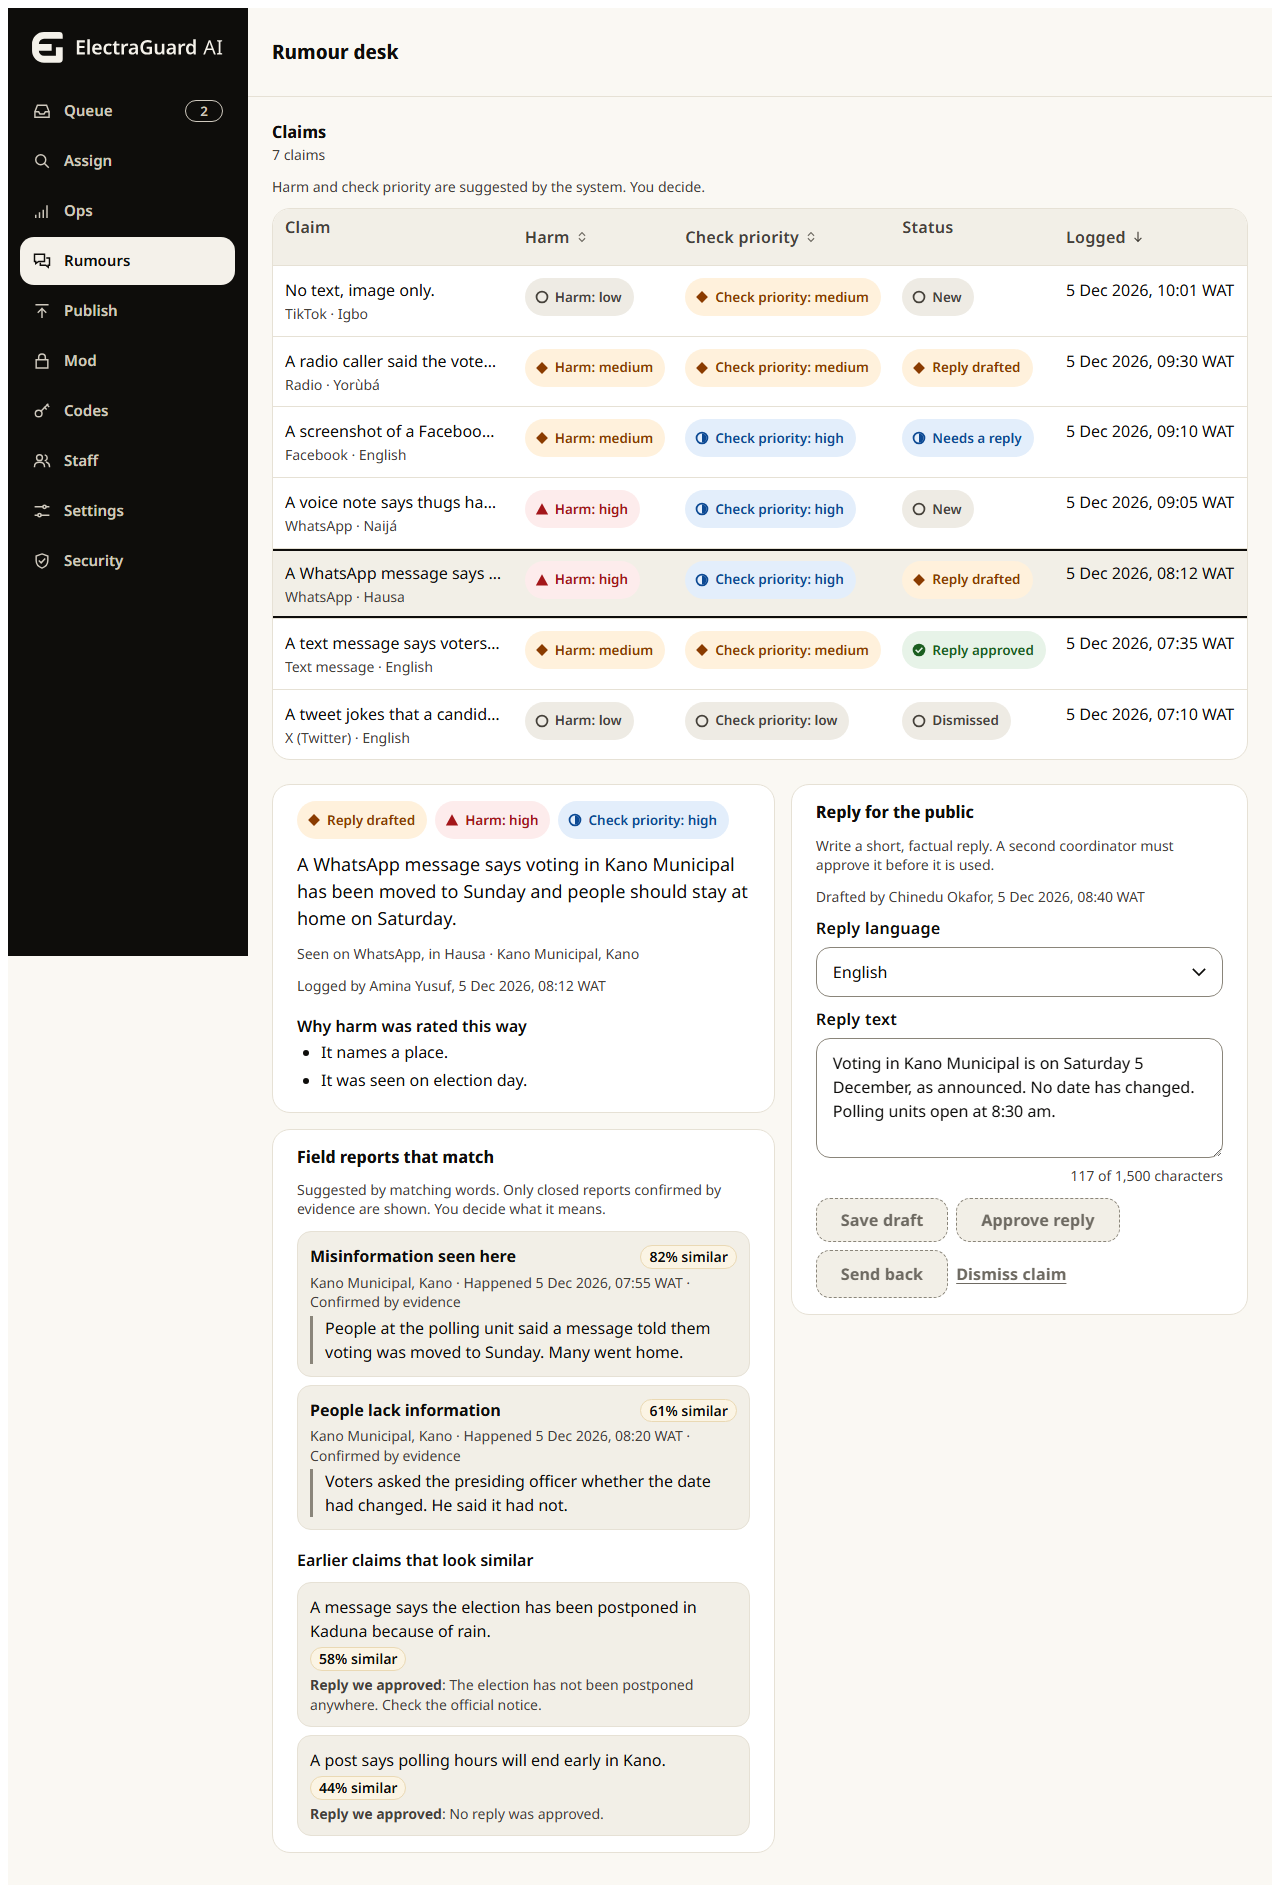 ElectraGuard AI
Queue 2
Assign
Ops
Rumours
Publish
Mod
Codes
Staff
Settings
Security
Rumour desk
Claims
7 claims
Harm and check priority are suggested by the system. You decide.
Claim Harm Check priority Status Logged
No text, image only. Harm: low Check priority: medium New 5 Dec 2026, 10:01 WAT
TikTok · Igbo
A radio caller said the vote... Harm: medium Check priority: medium Reply drafted 5 Dec 2026, 09:30 WAT
Radio · Yorùbá
A screenshot of a Faceboo... Harm: medium Check priority: high Needs a reply 5 Dec 2026, 09:10 WAT
Facebook · English
A voice note says thugs ha... Harm: high Check priority: high New 5 Dec 2026, 09:05 WAT
WhatsApp · Naijá
A WhatsApp message says ... Harm: high Check priority: high Reply drafted 5 Dec 2026, 08:12 WAT
WhatsApp · Hausa
A text message says voters... Harm: medium Check priority: medium Reply approved 5 Dec 2026, 07:35 WAT
Text message · English
A tweet jokes that a candid... Harm: low Check priority: low Dismissed 5 Dec 2026, 07:10 WAT
X (Twitter) · English
Reply drafted Harm: high Check priority: high
A WhatsApp message says voting in Kano Municipal
has been moved to Sunday and people should stay at
home on Saturday.
Seen on WhatsApp, in Hausa · Kano Municipal, Kano
Logged by Amina Yusuf, 5 Dec 2026, 08:12 WAT
Why harm was rated this way
• It names a place.
• It was seen on election day.
Field reports that match
Suggested by matching words. Only closed reports confirmed by
evidence are shown. You decide what it means.
Misinformation seen here 82% similar
Kano Municipal, Kano · Happened 5 Dec 2026, 07:55 WAT ·
Confirmed by evidence
People at the polling unit said a message told them
voting was moved to Sunday. Many went home.
People lack information 61% similar
Kano Municipal, Kano · Happened 5 Dec 2026, 08:20 WAT ·
Confirmed by evidence
Voters asked the presiding officer whether the date
had changed. He said it had not.
Earlier claims that look similar
A message says the election has been postponed in
Kaduna because of rain.
58% similar
Reply we approved: The election has not been postponed
anywhere. Check the official notice.
A post says polling hours will end early in Kano.
44% similar
Reply we approved: No reply was approved.
Reply for the public
Write a short, factual reply. A second coordinator must
approve it before it is used.
Drafted by Chinedu Okafor, 5 Dec 2026, 08:40 WAT
Reply language
English
Reply text
Voting in Kano Municipal is on Saturday 5
December, as announced. No date has changed.
Polling units open at 8:30 am.
117 of 1,500 characters
Save draft Approve reply
Send back Dismiss claim